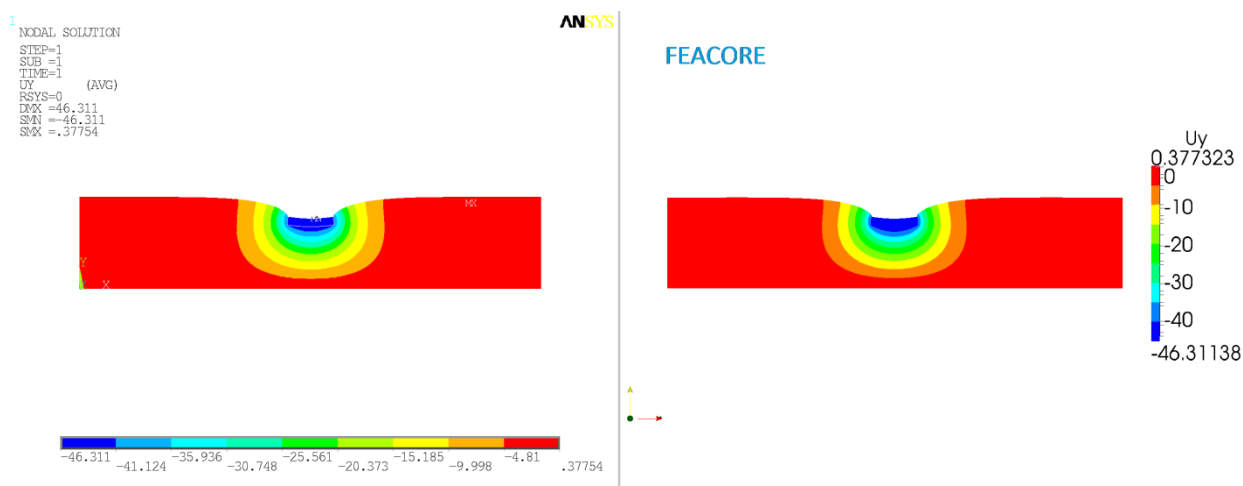 1
NODAL SOLUTION
STEP=1
SUB =1
TIME=1
UY (AVG)
RSYS=0
DMX =46.311
SMN =-46.311
SMX =.37754
ANSYS
MX
Y
X
-46.311 -35.936 -25.561 -15.185 -4.81
-41.124 -30.748 -20.373 -9.998 .37754
FEACORE
Uy
0.377323
0
-10
-20
-30
-40
-46.31138